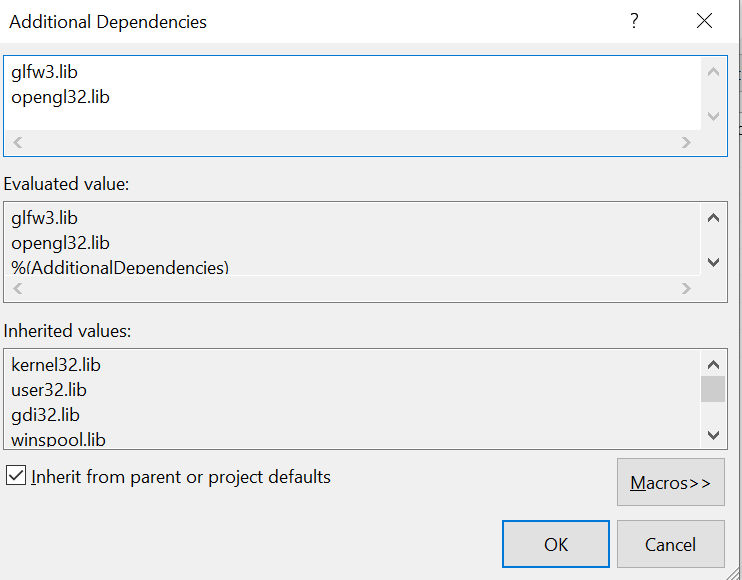 Additional Dependencies
?
glfw3.lib
opengl32.lib
Evaluated value:
glfw3.lib
opengl32.lib
%(AdditionalDependencies)
Inherited values:
kernel32.lib
user32.lib
gdi32.lib
winspool.lib
Inherit from parent or project defaults
Macros>>
OK
Cancel